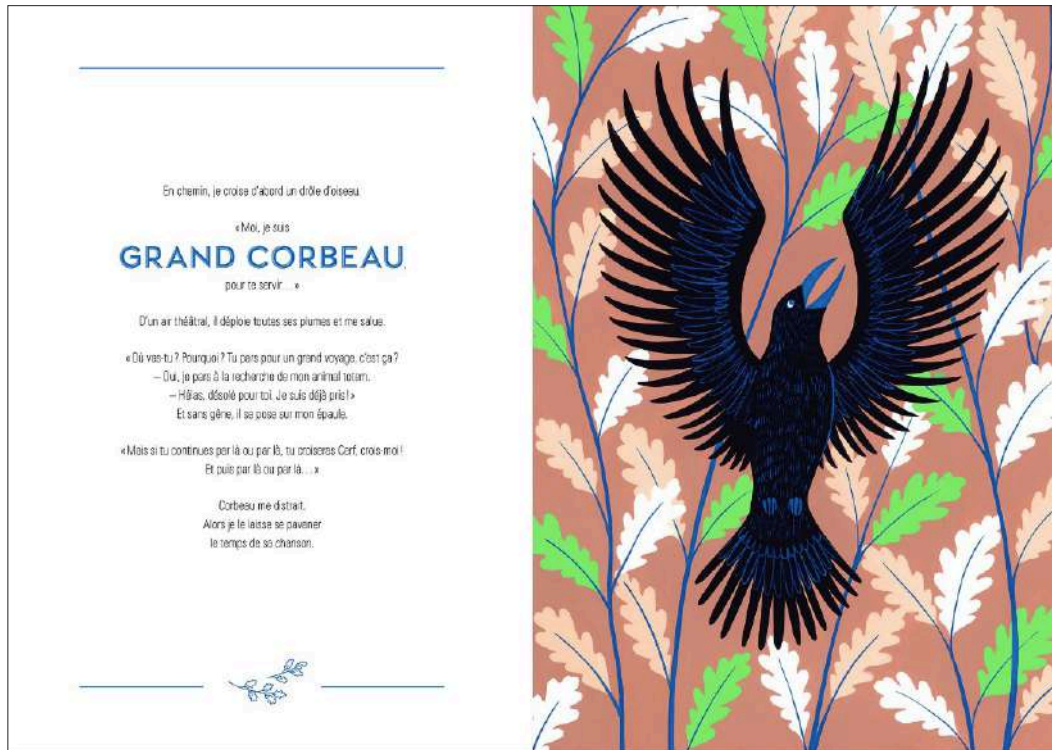 En chemin, je croise d'abord un drôle d'oiseau.
« Moi, je suis
GRAND CORBEAU,
pour te servir… »
D'un air théâtral, il déploie toutes ses plumes et me salue.
« Où vas-tu ? Pourquoi ? Tu pars pour un grand voyage, c'est ça ?
– Oui, je pars à la recherche de mon animal totem.
– Hélas, désolé pour toi. Je suis déjà pris ! »
Et sans gêne, il se pose sur mon épaule.
« Mais si tu continues par là ou par là, tu croiseras Cerf, crois-moi !
Et puis par là ou par là… »
Corbeau me distrait.
Alors je le laisse se pavaner
le temps de sa chanson.